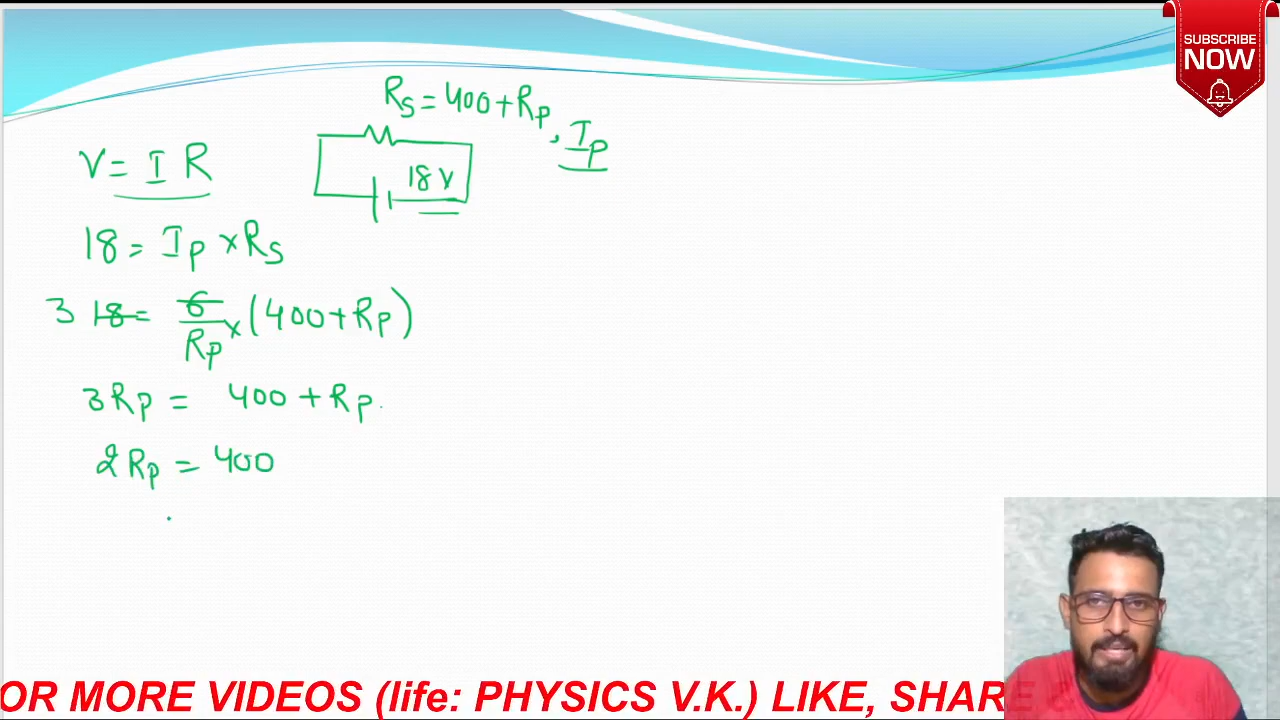 SUBSCRIBE
NOW
RS = 400 + RP, IP
V = I R
18 V
18 = IP × RS
3 18 = 6/RP × (400 + RP)
3RP = 400 + RP.
2RP = 400
OR MORE VIDEOS (life: PHYSICS V.K.) LIKE, SHARE